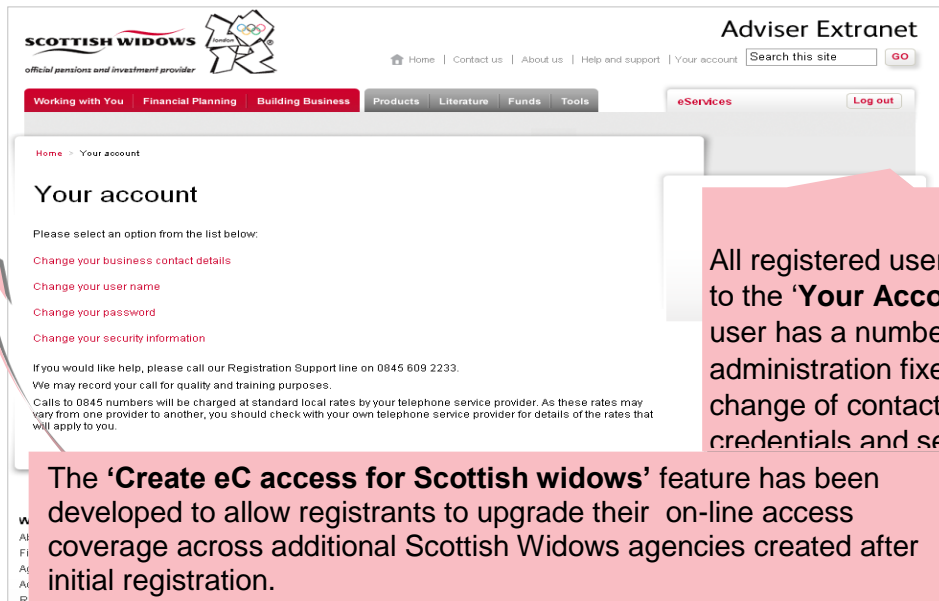 SCOTTISH WIDOWS
official pensions and investment provider
london
Adviser Extranet
Home | Contact us | About us | Help and support | Your account Search this site GO
Working with You Financial Planning Building Business Products Literature Funds Tools eServices Log out
Home > Your account
Your account
Please select an option from the list below:
Change your business contact details
Change your user name
Change your password
Change your security information
If you would like help, please call our Registration Support line on 0845 609 2233.
We may record your call for quality and training purposes.
Calls to 0845 numbers will be charged at standard local rates by your telephone service provider. As these rates may
vary from one provider to another, you should check with your own telephone service provider for details of the rates that
will apply to you.
All registered
to the ‘Your
user has a
administration
change of contact
credentials and
The ‘Create eC access for Scottish widows’ feature has been
developed to allow registrants to upgrade their on-line access
coverage across additional Scottish Widows agencies created after
initial registration.